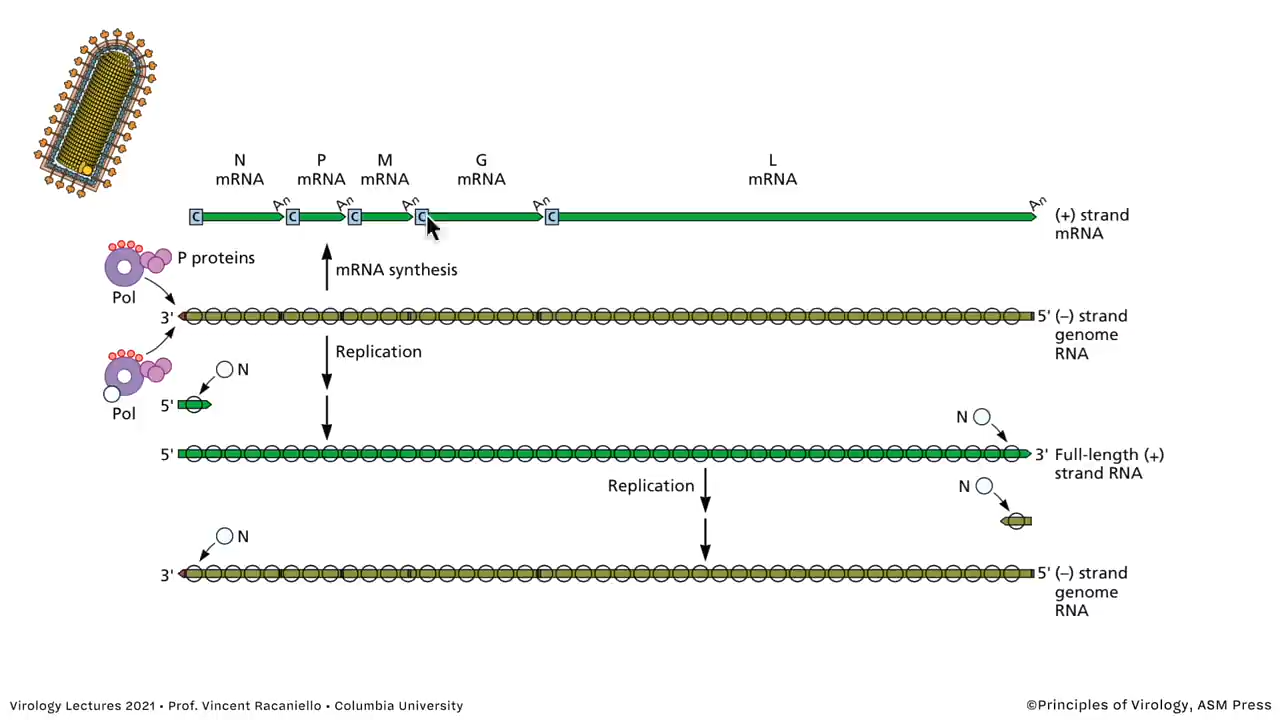 N
mRNA
P
mRNA
M
mRNA
G
mRNA
L
mRNA
C
An
C
An
C
An
C
An
C
An
(+) strand
mRNA
P proteins
Pol
mRNA synthesis
3'
5'
(–) strand
genome
RNA
Replication
Pol
N
5'
N
5'
3'
Full-length (+)
strand RNA
Replication
N
N
3'
5'
(–) strand
genome
RNA
Virology Lectures 2021 • Prof. Vincent Racaniello • Columbia University
©Principles of Virology, ASM Press